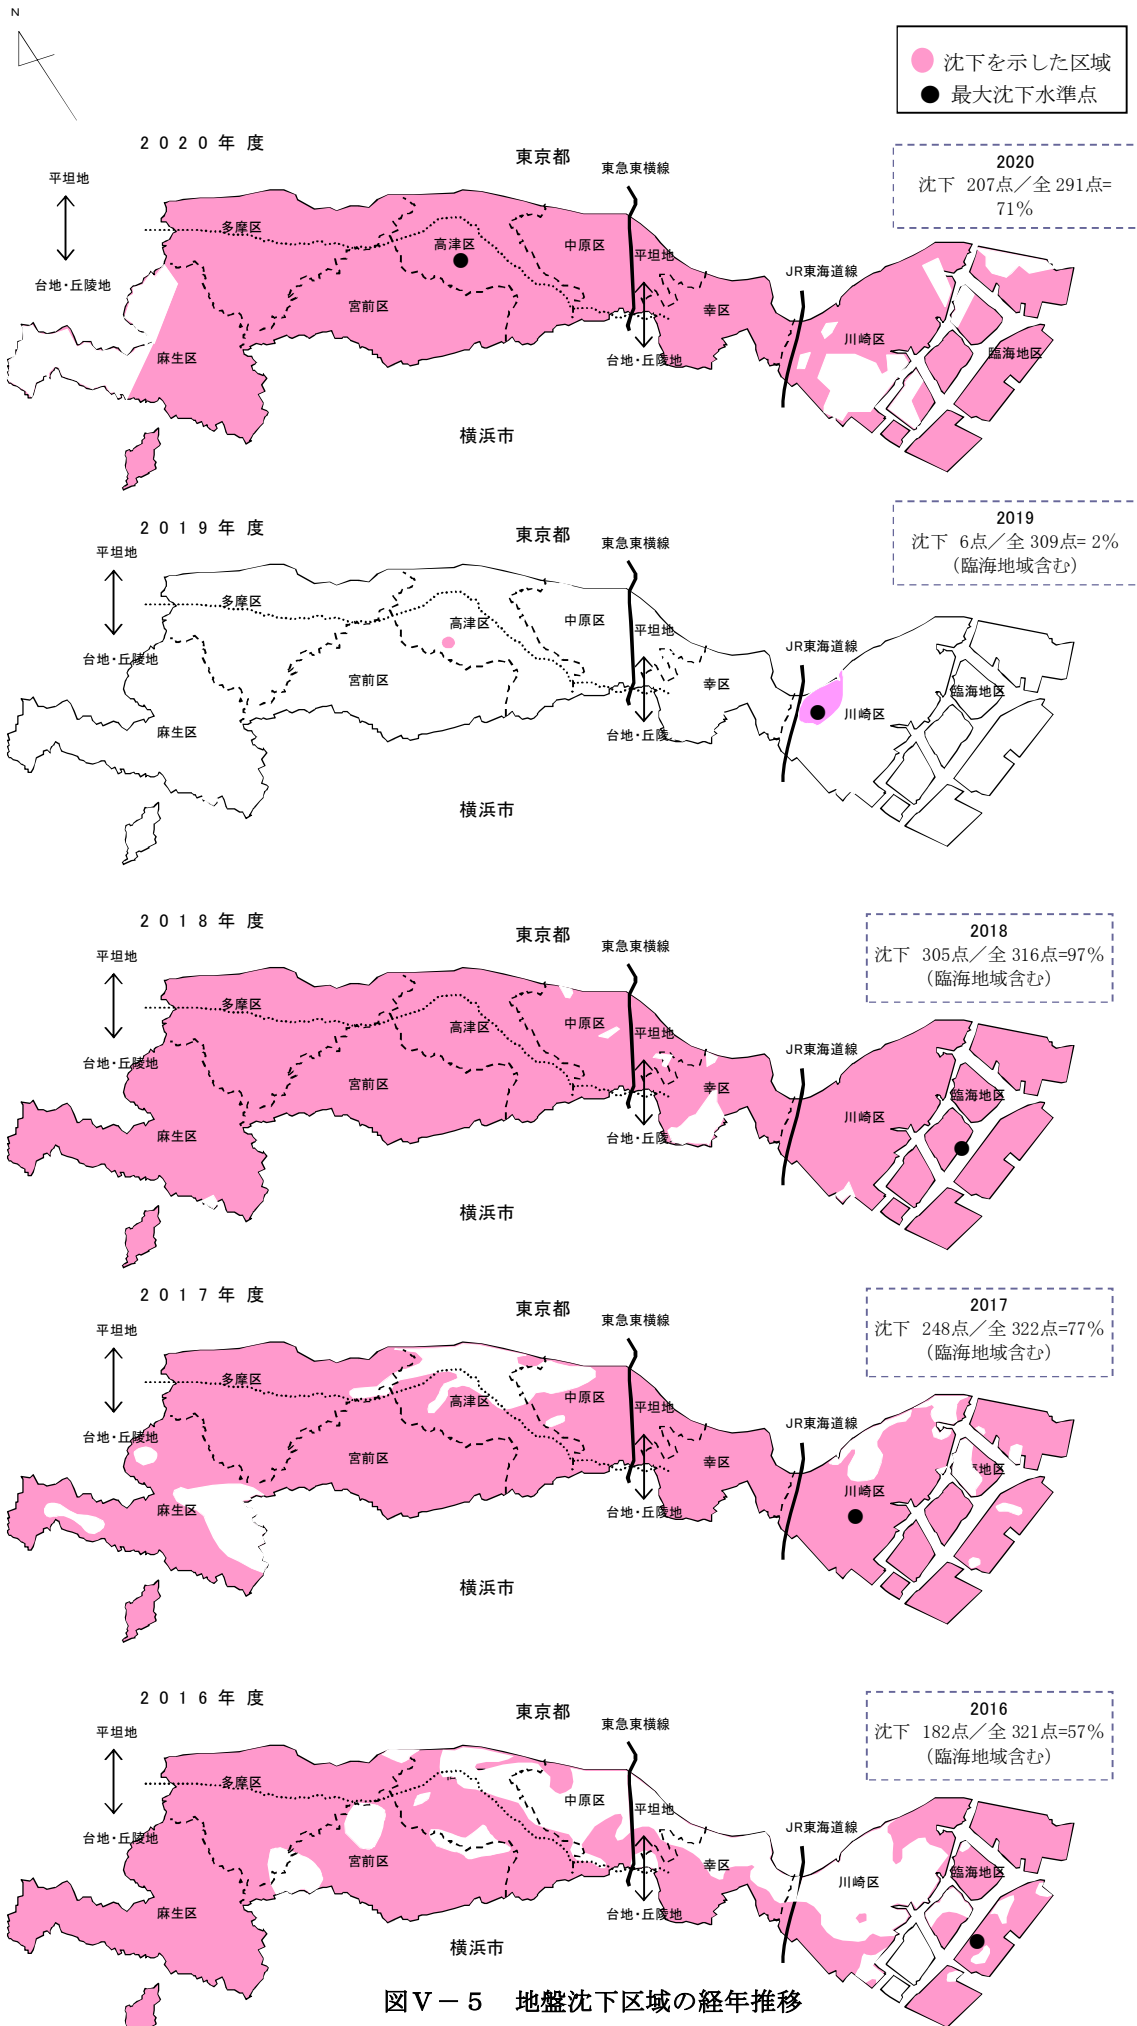 N
沈下を示した区域
最大沈下水準点
2020年度
東京都
東急東横線
2020
沈下 207点／全 291点=
71%
平坦地
台地・丘陵地
多摩区
高津区
中原区
平坦地
JR東海道線
宮前区
幸区
川崎区
臨海地区
麻生区
台地・丘陵地
横浜市
2019年度
東京都
東急東横線
2019
沈下 6点／全 309点= 2%
（臨海地域含む）
平坦地
台地・丘陵地
多摩区
高津区
中原区
平坦地
JR東海道線
宮前区
幸区
川崎区
臨海地区
麻生区
台地・丘陵
横浜市
2018年度
東京都
東急東横線
2018
沈下 305点／全 316点=97%
（臨海地域含む）
平坦地
台地・丘陵地
多摩区
高津区
中原区
平坦地
JR東海道線
宮前区
幸区
川崎区
臨海地区
麻生区
台地・丘陵
横浜市
2017年度
東京都
東急東横線
2017
沈下 248点／全 322点=77%
（臨海地域含む）
平坦地
台地・丘陵地
多摩区
高津区
中原区
平坦地
JR東海道線
宮前区
幸区
川崎区
地区
麻生区
台地・丘陵地
横浜市
2016年度
東京都
東急東横線
2016
沈下 182点／全 321点=57%
（臨海地域含む）
平坦地
台地・丘陵地
多摩区
中原区
平坦地
JR東海道線
宮前区
幸区
川崎区
臨海地区
麻生区
台地・丘陵地
横浜市
図Ⅴ－５ 地盤沈下区域の経年推移